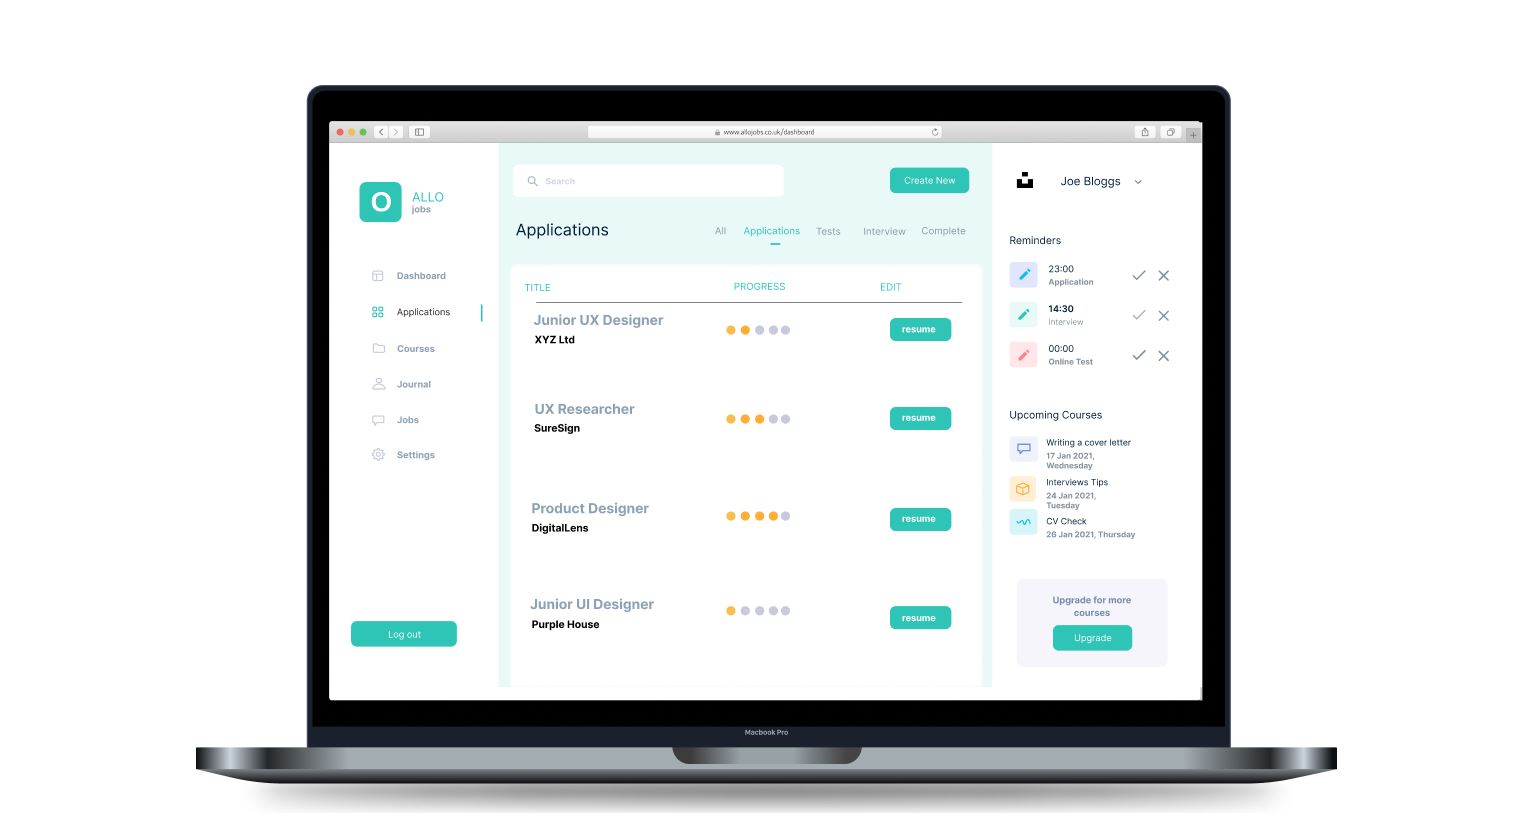 www.allojobs.co.uk/dashboard
O
ALLO
jobs
Dashboard
Applications
Courses
Journal
Jobs
Settings
Log out
Search
Create New
Applications
All
Applications
Tests
Interview
Complete
TITLE
PROGRESS
EDIT
Junior UX Designer
XYZ Ltd
resume
UX Researcher
SureSign
resume
Product Designer
DigitalLens
resume
Junior UI Designer
Purple House
resume
Joe Bloggs
Reminders
23:00
Application
14:30
Interview
00:00
Online Test
Upcoming Courses
Writing a cover letter
17 Jan 2021,
Wednesday
Interviews Tips
24 Jan 2021,
Tuesday
CV Check
26 Jan 2021, Thursday
Upgrade for more
courses
Upgrade
Macbook Pro